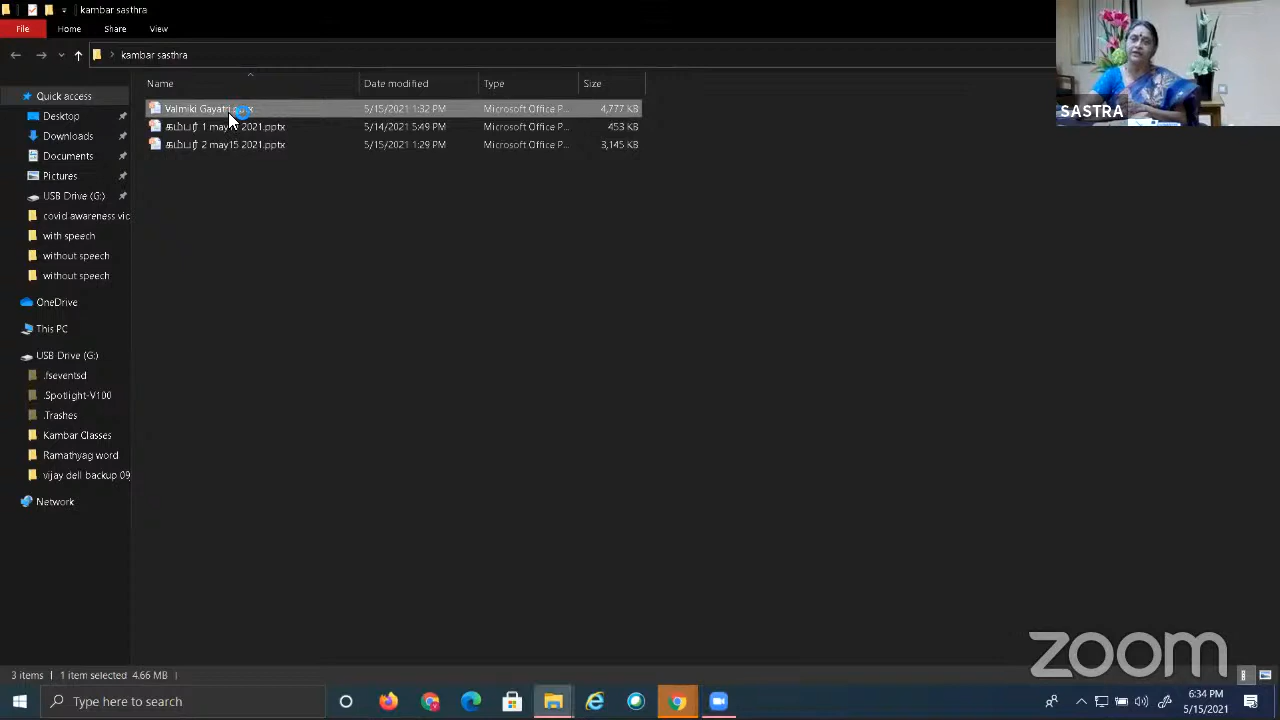 kambar sasthra
File Home Share View
kambar sasthra
SASTRA
Name Date modified Type Size
Quick access
Valmiki Gayatri 5/15/2021 1:32 PM Microsoft Office P... 4,777 KB
Desktop
கம்பர் 1 may 2021.pptx 5/14/2021 5:49 PM Microsoft Office P... 453 KB
Downloads
கம்பர் 2 may15 2021.pptx 5/15/2021 1:29 PM Microsoft Office P... 3,145 KB
Documents
Pictures
USB Drive (G:)
covid awareness vic
with speech
without speech
without speech
OneDrive
This PC
USB Drive (G:)
.fseventsd
.Spotlight-V100
.Trashes
Kambar Classes
Ramathyag word
vijay dell backup 09
Network
zoom
3 items 1 item selected 4.66 MB
Type here to search
6:34 PM
5/15/2021